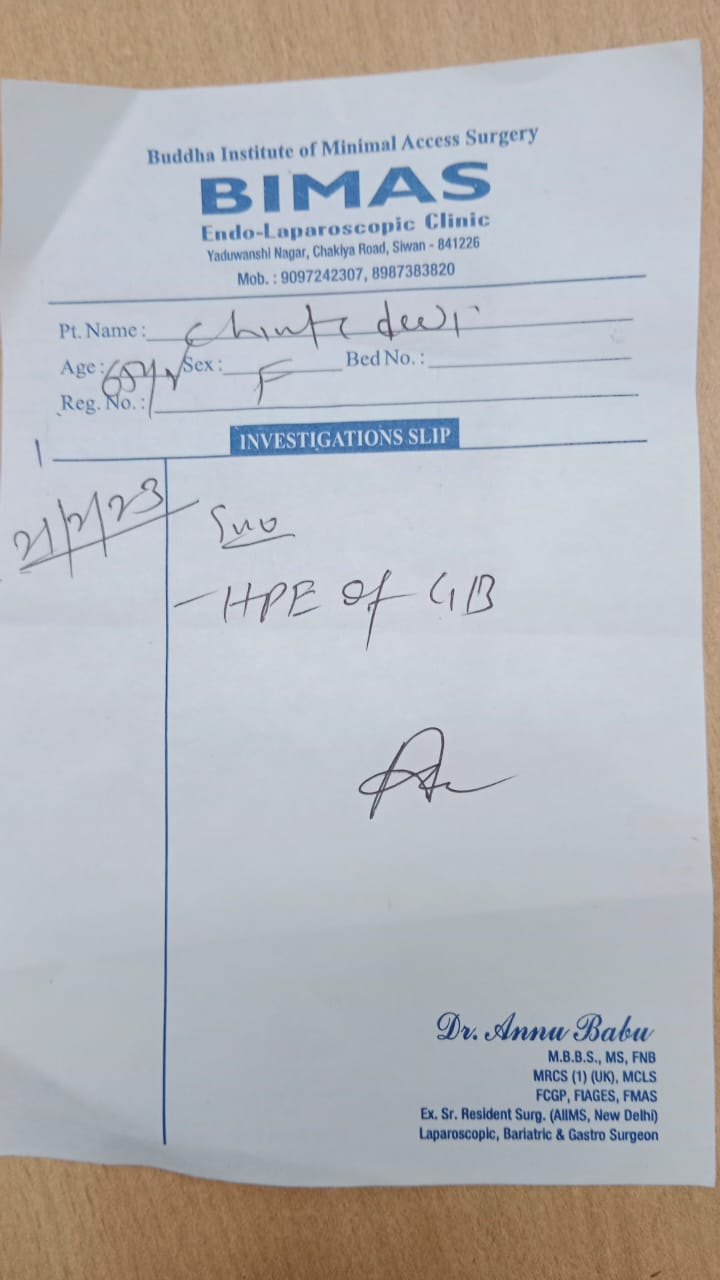 Buddha Institute of Minimal Access Surgery
BIMAS
Endo-Laparoscopic Clinic
Yaduwanshi Nagar, Chakiya Road, Siwan - 841226
Mob. : 9097242307, 8987383820
Pt. Name : devi
Age : Sex : F Bed No. :
Reg. No. :
INVESTIGATIONS SLIP
21/2/23
- HPE of GB
Dr. Annu Babu
M.B.B.S., MS, FNB
MRCS (1) (UK), MCLS
FCGP, FIAGES, FMAS
Ex. Sr. Resident Surg. (AIIMS, New Delhi)
Laparoscopic, Bariatric & Gastro Surgeon